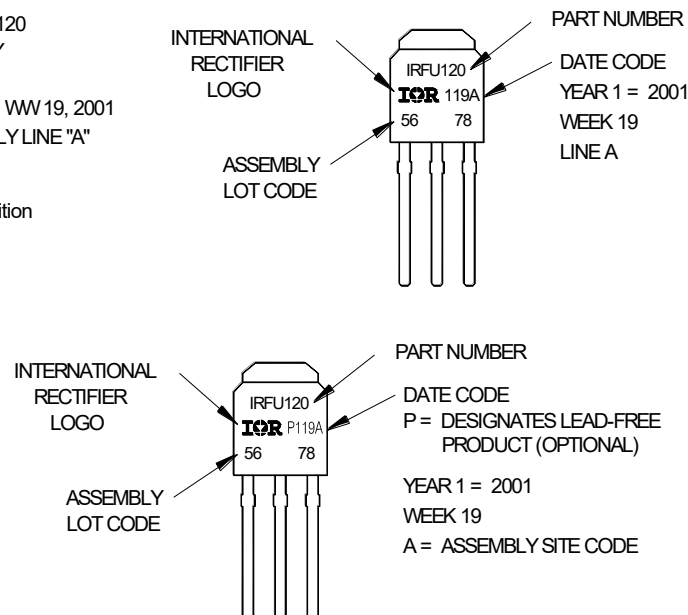 120
Y
WW 19, 2001
LY LINE "A"
ition
INTERNATIONAL
RECTIFIER
LOGO
ASSEMBLY
LOT CODE
IRFU120
IOR 119A
56 78
PART NUMBER
DATE CODE
YEAR 1 = 2001
WEEK 19
LINE A
INTERNATIONAL
RECTIFIER
LOGO
ASSEMBLY
LOT CODE
IRFU120
IOR P119A
56 78
PART NUMBER
DATE CODE
P = DESIGNATES LEAD-FREE
PRODUCT (OPTIONAL)
YEAR 1 = 2001
WEEK 19
A = ASSEMBLY SITE CODE